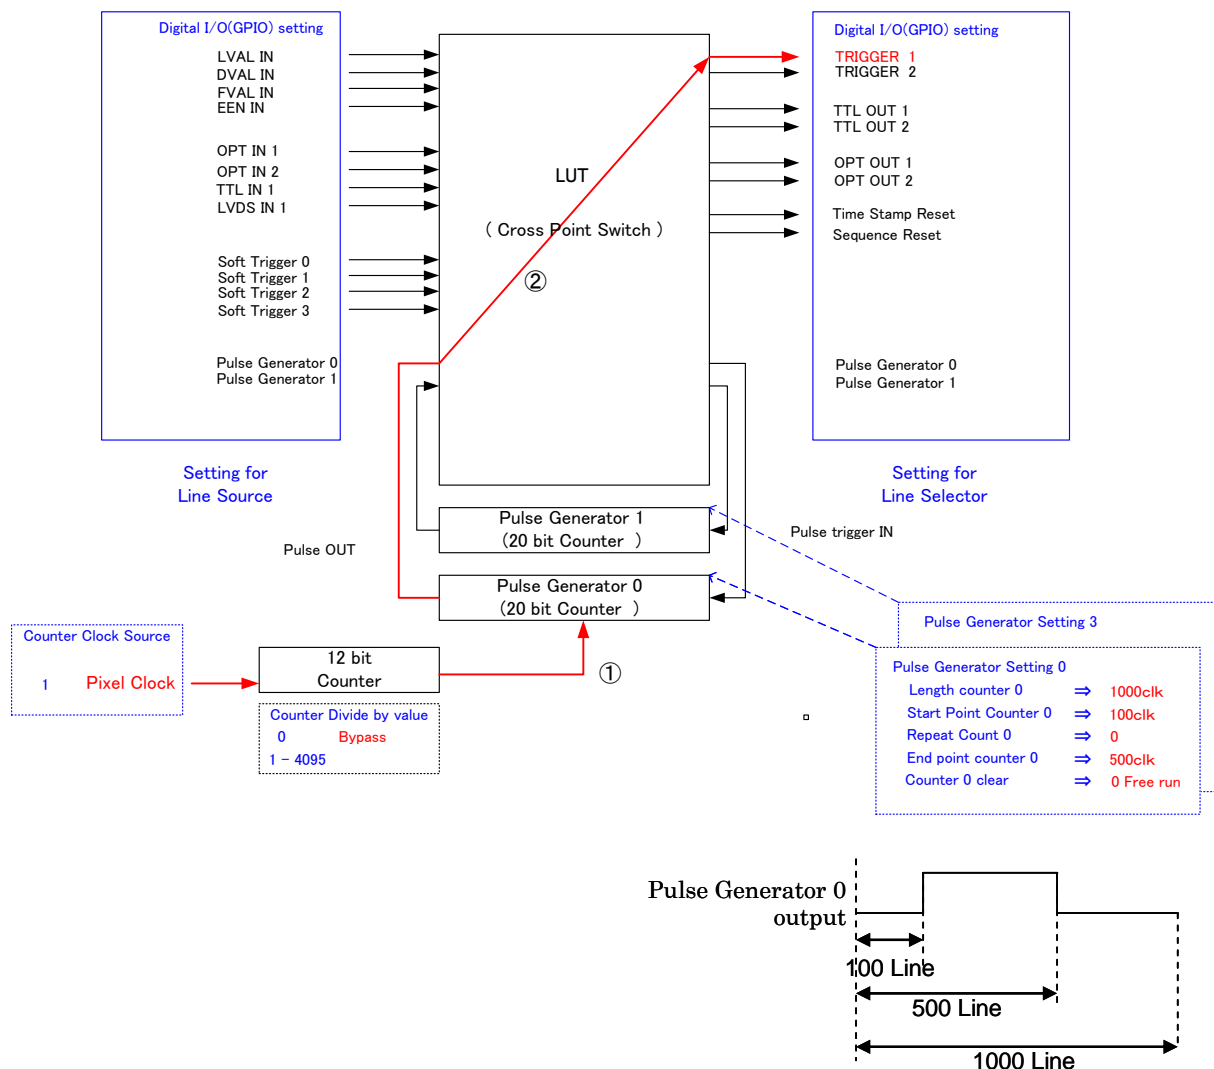 Digital I/O(GPIO) setting
LVAL IN
DVAL IN
FVAL IN
EEN IN
OPT IN 1
OPT IN 2
TTL IN 1
LVDS IN 1
Soft Trigger 0
Soft Trigger 1
Soft Trigger 2
Soft Trigger 3
Pulse Generator 0
Pulse Generator 1
Setting for
Line Source
LUT
( Cross Point Switch )
②
Digital I/O(GPIO) setting
TRIGGER 1
TRIGGER 2
TTL OUT 1
TTL OUT 2
OPT OUT 1
OPT OUT 2
Time Stamp Reset
Sequence Reset
Pulse Generator 0
Pulse Generator 1
Setting for
Line Selector
Pulse Generator 1
(20 bit Counter )
Pulse trigger IN
Pulse OUT
Pulse Generator 0
(20 bit Counter )
Counter Clock Source
1 Pixel Clock
12 bit
Counter
①
Counter Divide by value
0 Bypass
1 - 4095
Pulse Generator Setting 3
Pulse Generator Setting 0
Length counter 0 ⇒ 1000clk
Start Point Counter 0 ⇒ 100clk
Repeat Count 0 ⇒ 0
End point counter 0 ⇒ 500clk
Counter 0 clear ⇒ 0 Free run
Pulse Generator 0
output
100 Line
500 Line
1000 Line